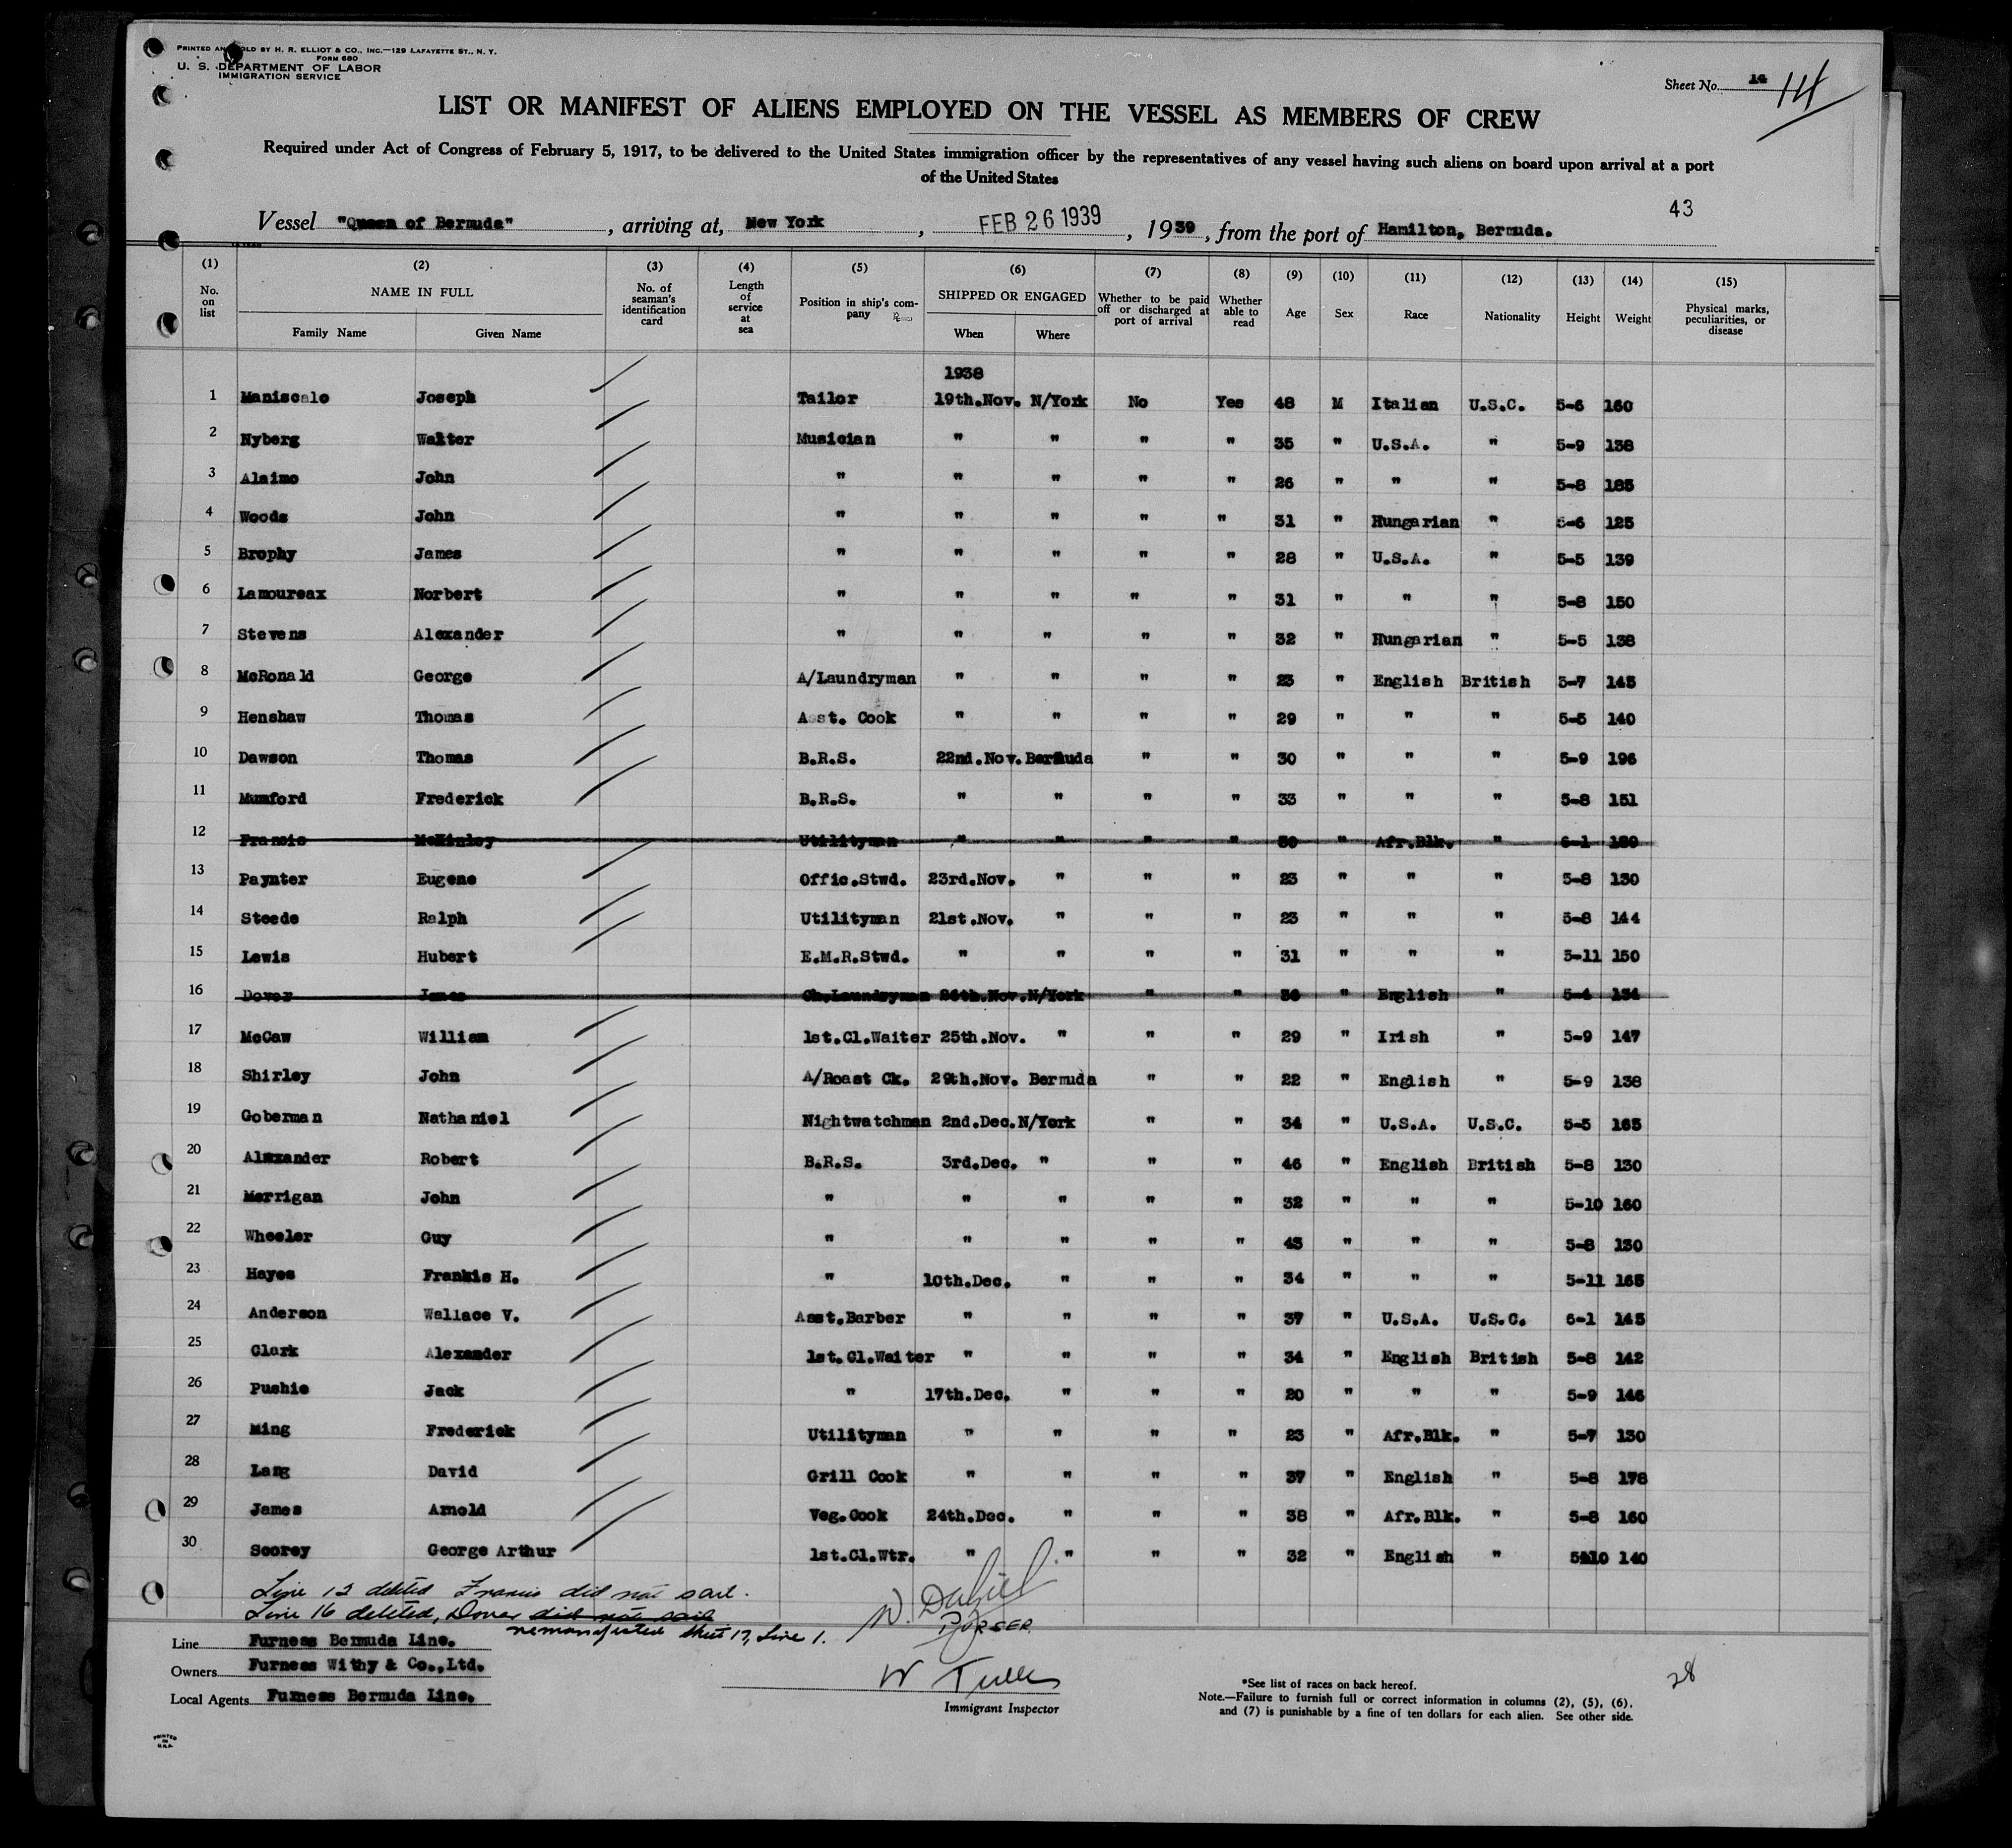 PRINTED AND SOLD BY H. R. ELLIOT & CO., INC.—129 LAFAYETTE ST., N. Y.
FORM 680
U. S. DEPARTMENT OF LABOR
IMMIGRATION SERVICE
Sheet No. 14 14
LIST OR MANIFEST OF ALIENS EMPLOYED ON THE VESSEL AS MEMBERS OF CREW
Required under Act of Congress of February 5, 1917, to be delivered to the United States immigration officer by the representatives of any vessel having such aliens on board upon arrival at a port
of the United States
43
Vessel "Queen of Bermuda", arriving at, New York, FEB 26 1939, 1939, from the port of Hamilton, Bermuda.
(1) (2) (3) (4) (5) (6) (7) (8) (9) (10) (11) (12) (13) (14) (15)
No. on list NAME IN FULL Family Name Given Name No. of seaman's identification card Length of service at sea Position in ship's company SHIPPED OR ENGAGED When Where Whether to be paid off or discharged at port of arrival Whether able to read Age Sex Race Nationality Height Weight Physical marks, peculiarities, or disease
1938
1 Maniscalo Joseph Tailor 19th.Nov. N/York No Yes 48 M Italian U.S.C. 5-6 160
2 Nyberg Walter Musician " " " " 35 " U.S.A. " 5-9 138
3 Alaimo John " " " " " 26 " " " 5-8 185
4 Woods John " " " " " 31 " Hungarian " 5-6 125
5 Brophy James " " " " " 28 " U.S.A. " 5-5 139
6 Lamoureax Norbert " " " " " 31 " " " 5-8 150
7 Stevens Alexander " " " " " 32 " Hungarian " 5-5 138
8 McRonald George A/Laundryman " " " " 23 " English British 5-7 145
9 Henshaw Thomas Asst. Cook " " " " 29 " " " 5-5 140
10 Dawson Thomas B.R.S. 22nd.Nov. Bermuda " " 30 " " " 5-9 196
11 Mumford Frederick B.R.S. " " " " 33 " " " 5-8 151
12 Francis McKinley Utilityman " " " " 30 " Afr.Blk. " 6-1 180
13 Paynter Eugene Offic.Stwd. 23rd.Nov. " " " 23 " " " 5-8 130
14 Steede Ralph Utilityman 21st.Nov. " " " 23 " " " 5-8 144
15 Lewis Hubert E.M.R.Stwd. " " " " 31 " " " 5-11 150
16 Dover James Ch.Laundryman 26th.Nov. N/York " " 36 " English " 5-4 134
17 McCaw William 1st.Cl.Waiter 25th.Nov. " " " 29 " Irish " 5-9 147
18 Shirley John A/Roast Ck. 29th.Nov. Bermuda " " 22 " English " 5-9 138
19 Goberman Nathaniel Nightwatchman 2nd.Dec. N/York " " 34 " U.S.A. U.S.C. 5-5 165
20 Alexander Robert B.R.S. 3rd.Dec. " " " 46 " English British 5-8 130
21 Merrigan John " " " " " 32 " " " 5-10 160
22 Wheeler Guy " " " " " 43 " " " 5-8 130
23 Hayes Frankis H. " 10th.Dec. " " " 34 " " " 5-11 165
24 Anderson Wallace V. Asst.Barber " " " " 37 " U.S.A. U.S.C. 6-1 145
25 Clark Alexander 1st.Cl.Waiter " " " " 34 " English British 5-8 142
26 Pushie Jack " 17th.Dec. " " " 20 " " " 5-9 146
27 Ming Frederick Utilityman " " " " 23 " Afr.Blk. " 5-7 130
28 Lang David Grill Cook " " " " 37 " English " 5-8 178
29 James Arnold Veg.Cook 24th.Dec. " " " 38 " Afr.Blk. " 5-8 160
30 Scorey George Arthur 1st.Cl.Wtr. " " " " 32 " English " 5-10 140
Line 12 deleted Francis did not sail.
Line 16 deleted, Dover did not sail
remanifested Sheet 17, Line 1.
PURSER
Line Furness Bermuda Line.
Owners Furness Withy & Co.,Ltd.
Local Agents Furness Bermuda Line.
Immigrant Inspector
*See list of races on back hereof.
Note.—Failure to furnish full or correct information in columns (2), (5), (6),
and (7) is punishable by a fine of ten dollars for each alien. See other side.
28
PRINTED
IN
U.S.A.